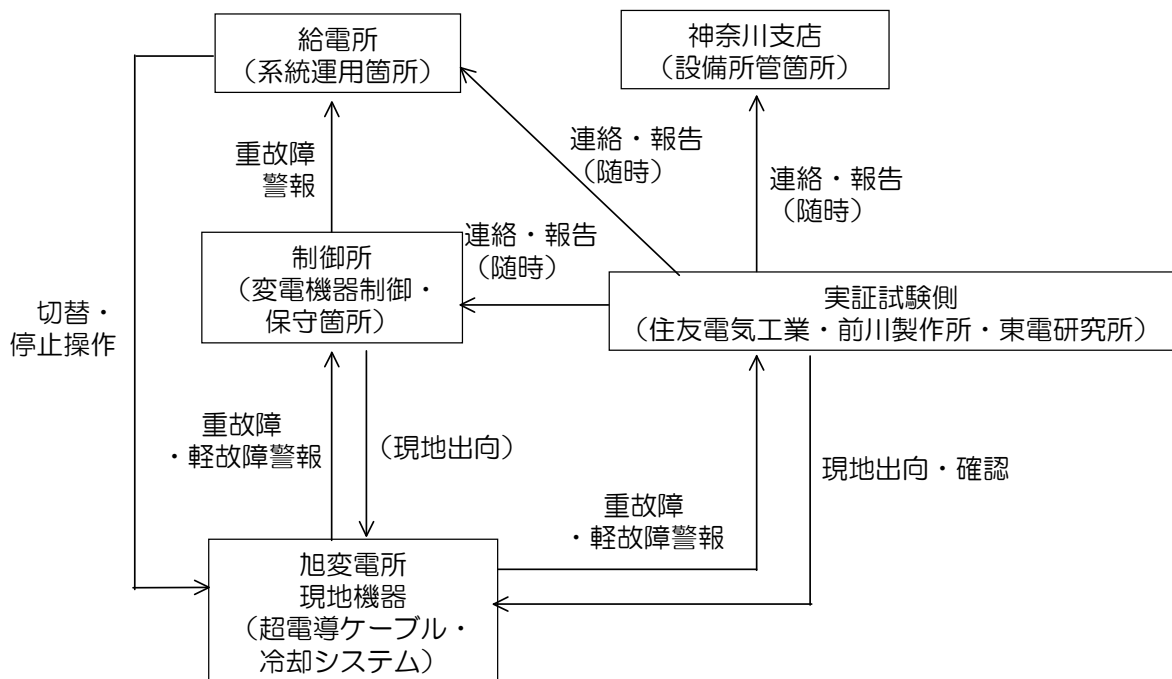 給電所
（系統運用箇所）
神奈川支店
（設備所管箇所）
重故障
警報
連絡・報告
（随時）
連絡・報告
（随時）
制御所
（変電機器制御・
保守箇所）
連絡・報告
（随時）
実証試験側
（住友電気工業・前川製作所・東電研究所）
切替・
停止操作
重故障
・軽故障警報
（現地出向）
現地出向・確認
重故障
・軽故障警報
旭変電所
現地機器
（超電導ケーブル・
冷却システム）